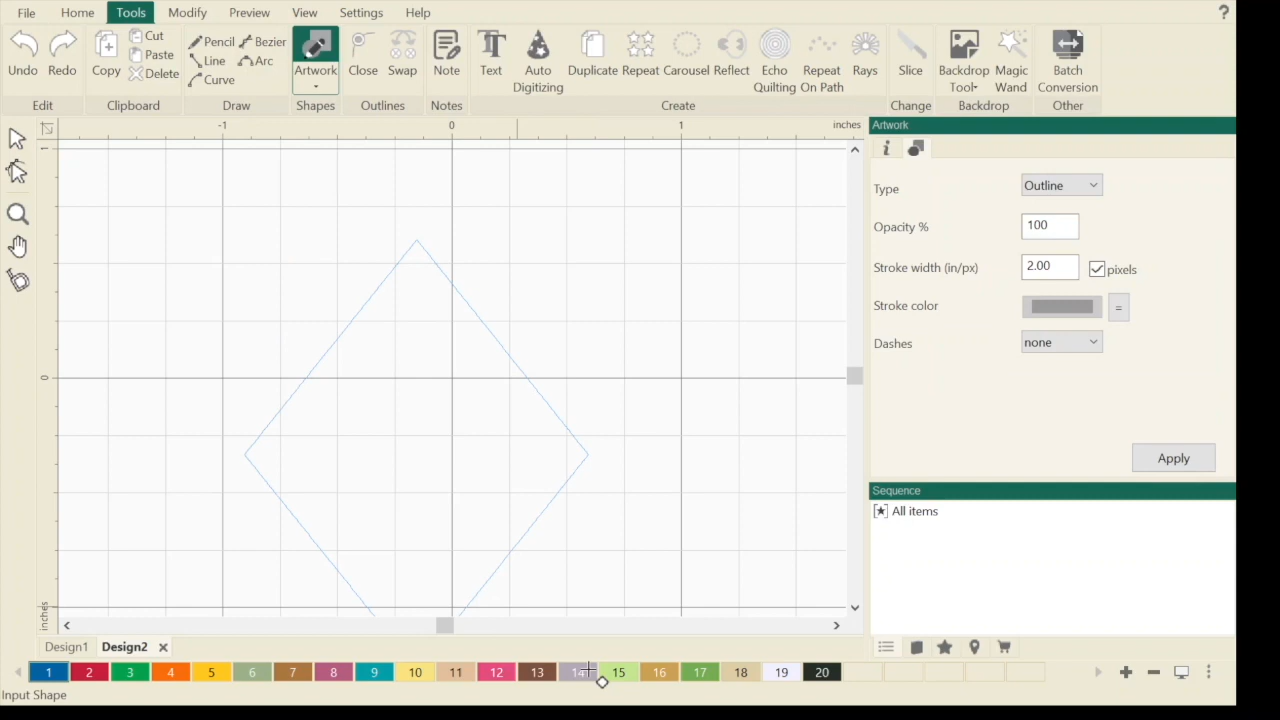 File Home Tools Modify Preview View Settings Help ?
Undo Redo Copy Cut Paste Delete Pencil Bezier Line Arc Curve Artwork Close Swap Note Text Auto Digitizing Duplicate Repeat Carousel Reflect Echo Quilting Repeat On Path Rays Slice Backdrop Tool Magic Wand Batch Conversion
Edit Clipboard Draw Shapes Outlines Notes Create Change Backdrop Other
-1 0 1 inches
1
0
inches
Artwork
i
Type Outline
Opacity % 100
Stroke width (in/px) 2.00 pixels
Stroke color =
Dashes none
Apply
Sequence
All items
Design1 Design2
1 2 3 4 5 6 7 8 9 10 11 12 13 14 15 16 17 18 19 20
Input Shape